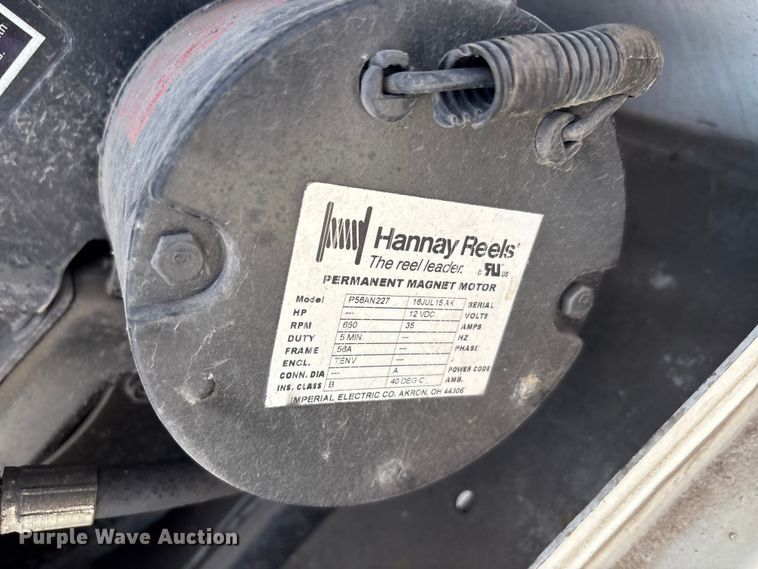 Hannay Reels®
The reel leader.
c RU us
PERMANENT MAGNET MOTOR
Model P56AN227 16JUL15 AK SERIAL
HP --- 12 VDC VOLTS
RPM 650 35 AMPS
DUTY 5 MIN. --- HZ
FRAME 56A --- PHASE
ENCL. TENV
CONN. DIA --- A POWER CODE
INS. CLASS B 40 DEG C AMB.
IMPERIAL ELECTRIC CO. AKRON, OH 44306
Purple Wave Auction